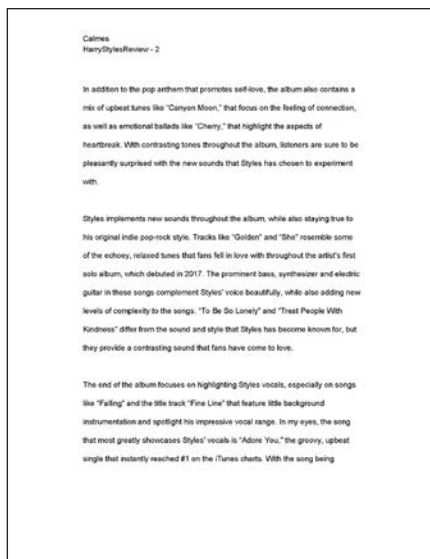 Calmes
HarryStylesReview - 2
In addition to the pop anthem that promotes self-love, the album also contains a
mix of upbeat tunes like "Canyon Moon," that focus on the feeling of connection,
as well as emotional ballads like "Cherry," that highlight the aspects of
heartbreak. With contrasting tones throughout the album, listeners are sure to be
pleasantly surprised with the new sounds that Styles has chosen to experiment
with.
Styles implements new sounds throughout the album, while also staying true to
his original indie pop-rock style. Tracks like "Golden" and "She" resemble some
of the echoey, relaxed tunes that fans fell in love with throughout the artist's first
solo album, which debuted in 2017. The prominent bass, synthesizer and electric
guitar in these songs complement Styles' voice beautifully, while also adding new
levels of complexity to the songs. "To Be So Lonely" and "Treat People With
Kindness" differ from the sound and style that Styles has become known for, but
they provide a contrasting sound that fans have come to love.
The end of the album focuses on highlighting Styles vocals, especially on songs
like "Falling" and the title track "Fine Line" that feature little background
instrumentation and spotlight his impressive vocal range. In my eyes, the song
that most greatly showcases Styles' vocals is "Adore You," the groovy, upbeat
single that instantly reached #1 on the iTunes charts. With the song being